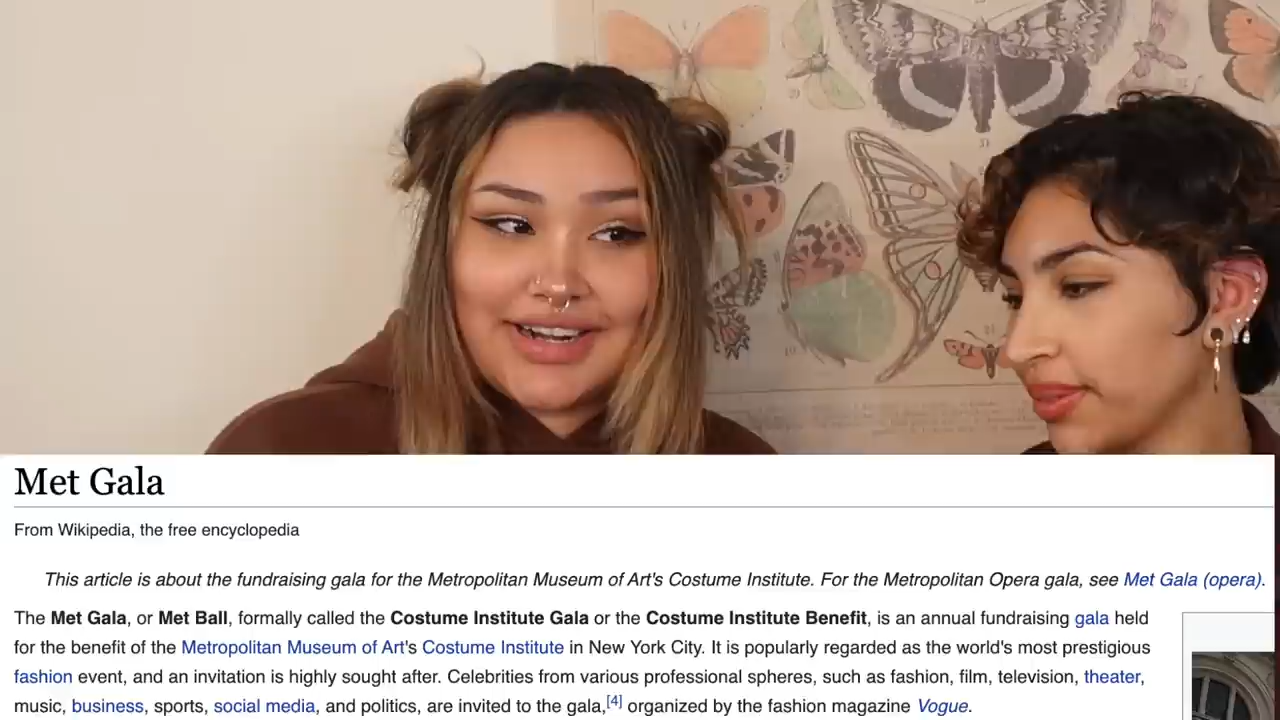 Met Gala
From Wikipedia, the free encyclopedia
This article is about the fundraising gala for the Metropolitan Museum of Art's Costume Institute. For the Metropolitan Opera gala, see Met Gala (opera).
The Met Gala, or Met Ball, formally called the Costume Institute Gala or the Costume Institute Benefit, is an annual fundraising gala held
for the benefit of the Metropolitan Museum of Art's Costume Institute in New York City. It is popularly regarded as the world's most prestigious
fashion event, and an invitation is highly sought after. Celebrities from various professional spheres, such as fashion, film, television, theater,
music, business, sports, social media, and politics, are invited to the gala,[4] organized by the fashion magazine Vogue.